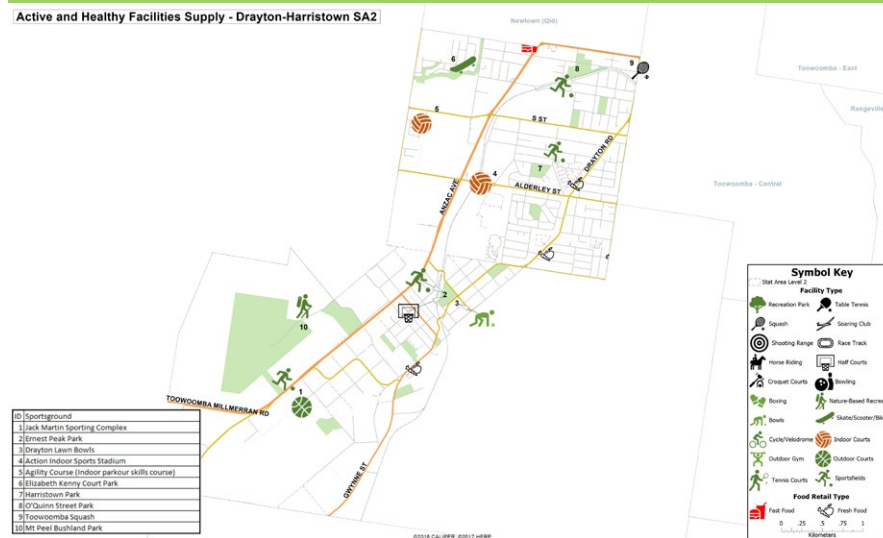 Active and Healthy Facilities Supply - Drayton-Harristown SA2
Newtown (Qld)
Toowoomba - East
Rangeville
Toowoomba - Central
6
8
9
5
S ST
DRAYTON RD
7
4
ALDERLEY ST
ANZAC AVE
2
3
10
1
TOOWOOMBA MILLMERRAN RD
GWYNNE ST
ID Sportsground
1 Jack Martin Sporting Complex
2 Ernest Peak Park
3 Drayton Lawn Bowls
4 Action Indoor Sports Stadium
5 Agility Course (Indoor parkour skills course)
6 Elizabeth Kenny Court Park
7 Harristown Park
8 O'Quinn Street Park
9 Toowoomba Squash
10 Mt Peel Bushland Park
Symbol Key
Stat Area Level 2
Facility Type
Recreation Park Table Tennis
Squash Soaring Club
Shooting Range Race Track
Horse Riding Half Courts
Croquet Courts Bowling
Boxing Nature-Based Recrea
Bowls Skate/Scooter/Bik
Cycle/Velodrome Indoor Courts
Outdoor Gym Outdoor Courts
Tennis Courts Sportsfields
Food Retail Type
Fast Food Fresh Food
0 .25 .5 .75 1
Kilometers
©2018 CALIPER; ©2017 HERE